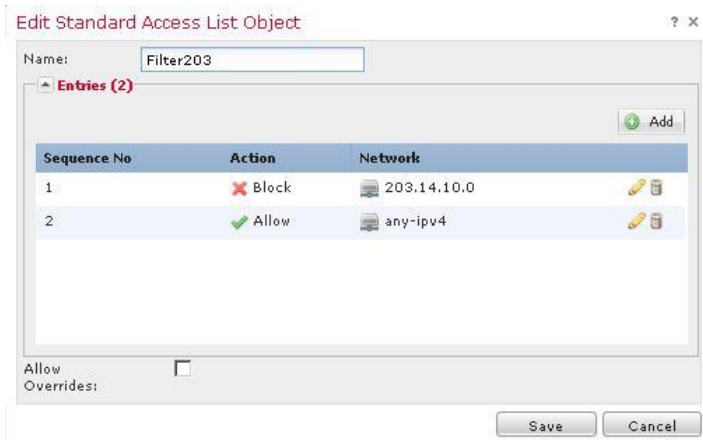 Edit Standard Access List Object ? ×
Name: Filter203
Entries (2)
Add
Sequence No Action Network
1 Block 203.14.10.0
2 Allow any-ipv4
Allow
Overrides:
Save Cancel